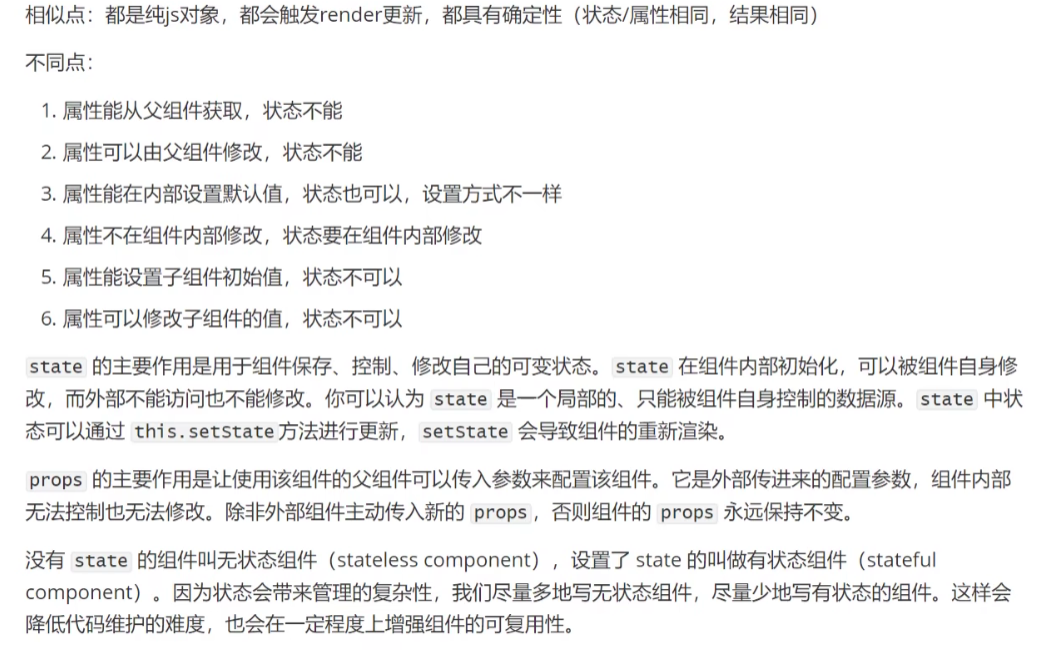 相似点：都是纯js对象，都会触发render更新，都具有确定性（状态/属性相同，结果相同）
不同点：
1. 属性能从父组件获取，状态不能
2. 属性可以由父组件修改，状态不能
3. 属性能在内部设置默认值，状态也可以，设置方式不一样
4. 属性不在组件内部修改，状态要在组件内部修改
5. 属性能设置子组件初始值，状态不可以
6. 属性可以修改子组件的值，状态不可以
state 的主要作用是用于组件保存、控制、修改自己的可变状态。state 在组件内部初始化，可以被组件自身修
改，而外部不能访问也不能修改。你可以认为 state 是一个局部的、只能被组件自身控制的数据源。state 中状
态可以通过 this.setState方法进行更新，setState 会导致组件的重新渲染。
props 的主要作用是让使用该组件的父组件可以传入参数来配置该组件。它是外部传进来的配置参数，组件内部
无法控制也无法修改。除非外部组件主动传入新的 props，否则组件的 props 永远保持不变。
没有 state 的组件叫无状态组件（stateless component），设置了 state 的叫做有状态组件（stateful
component）。因为状态会带来管理的复杂性，我们尽量多地写无状态组件，尽量少地写有状态的组件。这样会
降低代码维护的难度，也会在一定程度上增强组件的可复用性。